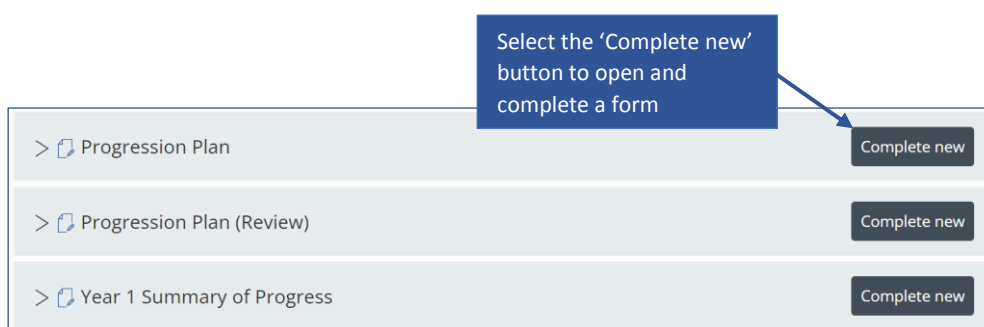 Select the ‘Complete new’
button to open and
complete a form
Progression Plan
Complete new
Progression Plan (Review)
Complete new
Year 1 Summary of Progress
Complete new